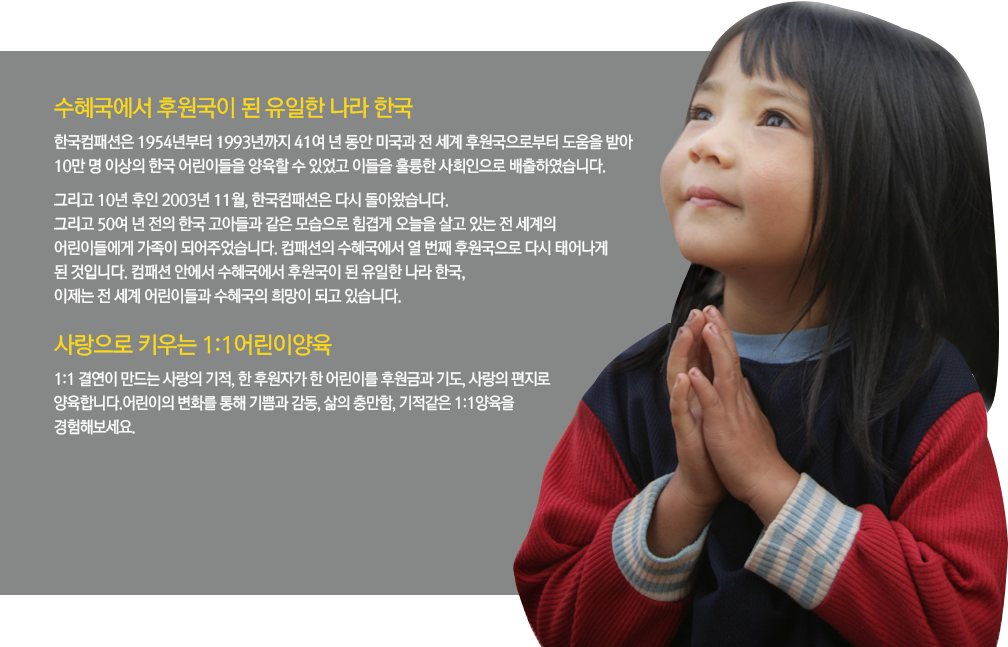 수혜국에서 후원국이 된 유일한 나라 한국
한국컴패션은 1954년부터 1993년까지 41여 년 동안 미국과 전 세계 후원국으로부터 도움을 받아
10만 명 이상의 한국 어린이들을 양육할 수 있었고 이들을 훌륭한 사회인으로 배출하였습니다.
그리고 10년 후인 2003년 11월, 한국컴패션은 다시 돌아왔습니다.
그리고 50여 년 전의 한국 고아들과 같은 모습으로 힘겹게 오늘을 살고 있는 전 세계의
어린이들에게 가족이 되어주었습니다. 컴패션의 수혜국에서 열 번째 후원국으로 다시 태어나게
된 것입니다. 컴패션 안에서 수혜국에서 후원국이 된 유일한 나라 한국,
이제는 전 세계 어린이들과 수혜국의 희망이 되고 있습니다.
사랑으로 키우는 1:1어린이양육
1:1 결연이 만드는 사랑의 기적, 한 후원자가 한 어린이를 후원금과 기도, 사랑의 편지로
양육합니다.어린이의 변화를 통해 기쁨과 감동, 삶의 충만함, 기적같은 1:1양육을
경험해보세요.